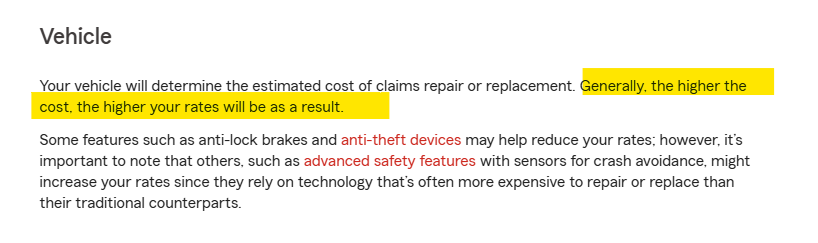 Vehicle
Your vehicle will determine the estimated cost of claims repair or replacement. Generally, the higher the
cost, the higher your rates will be as a result.
Some features such as anti-lock brakes and anti-theft devices may help reduce your rates; however, it's
important to note that others, such as advanced safety features with sensors for crash avoidance, might
increase your rates since they rely on technology that's often more expensive to repair or replace than
their traditional counterparts.